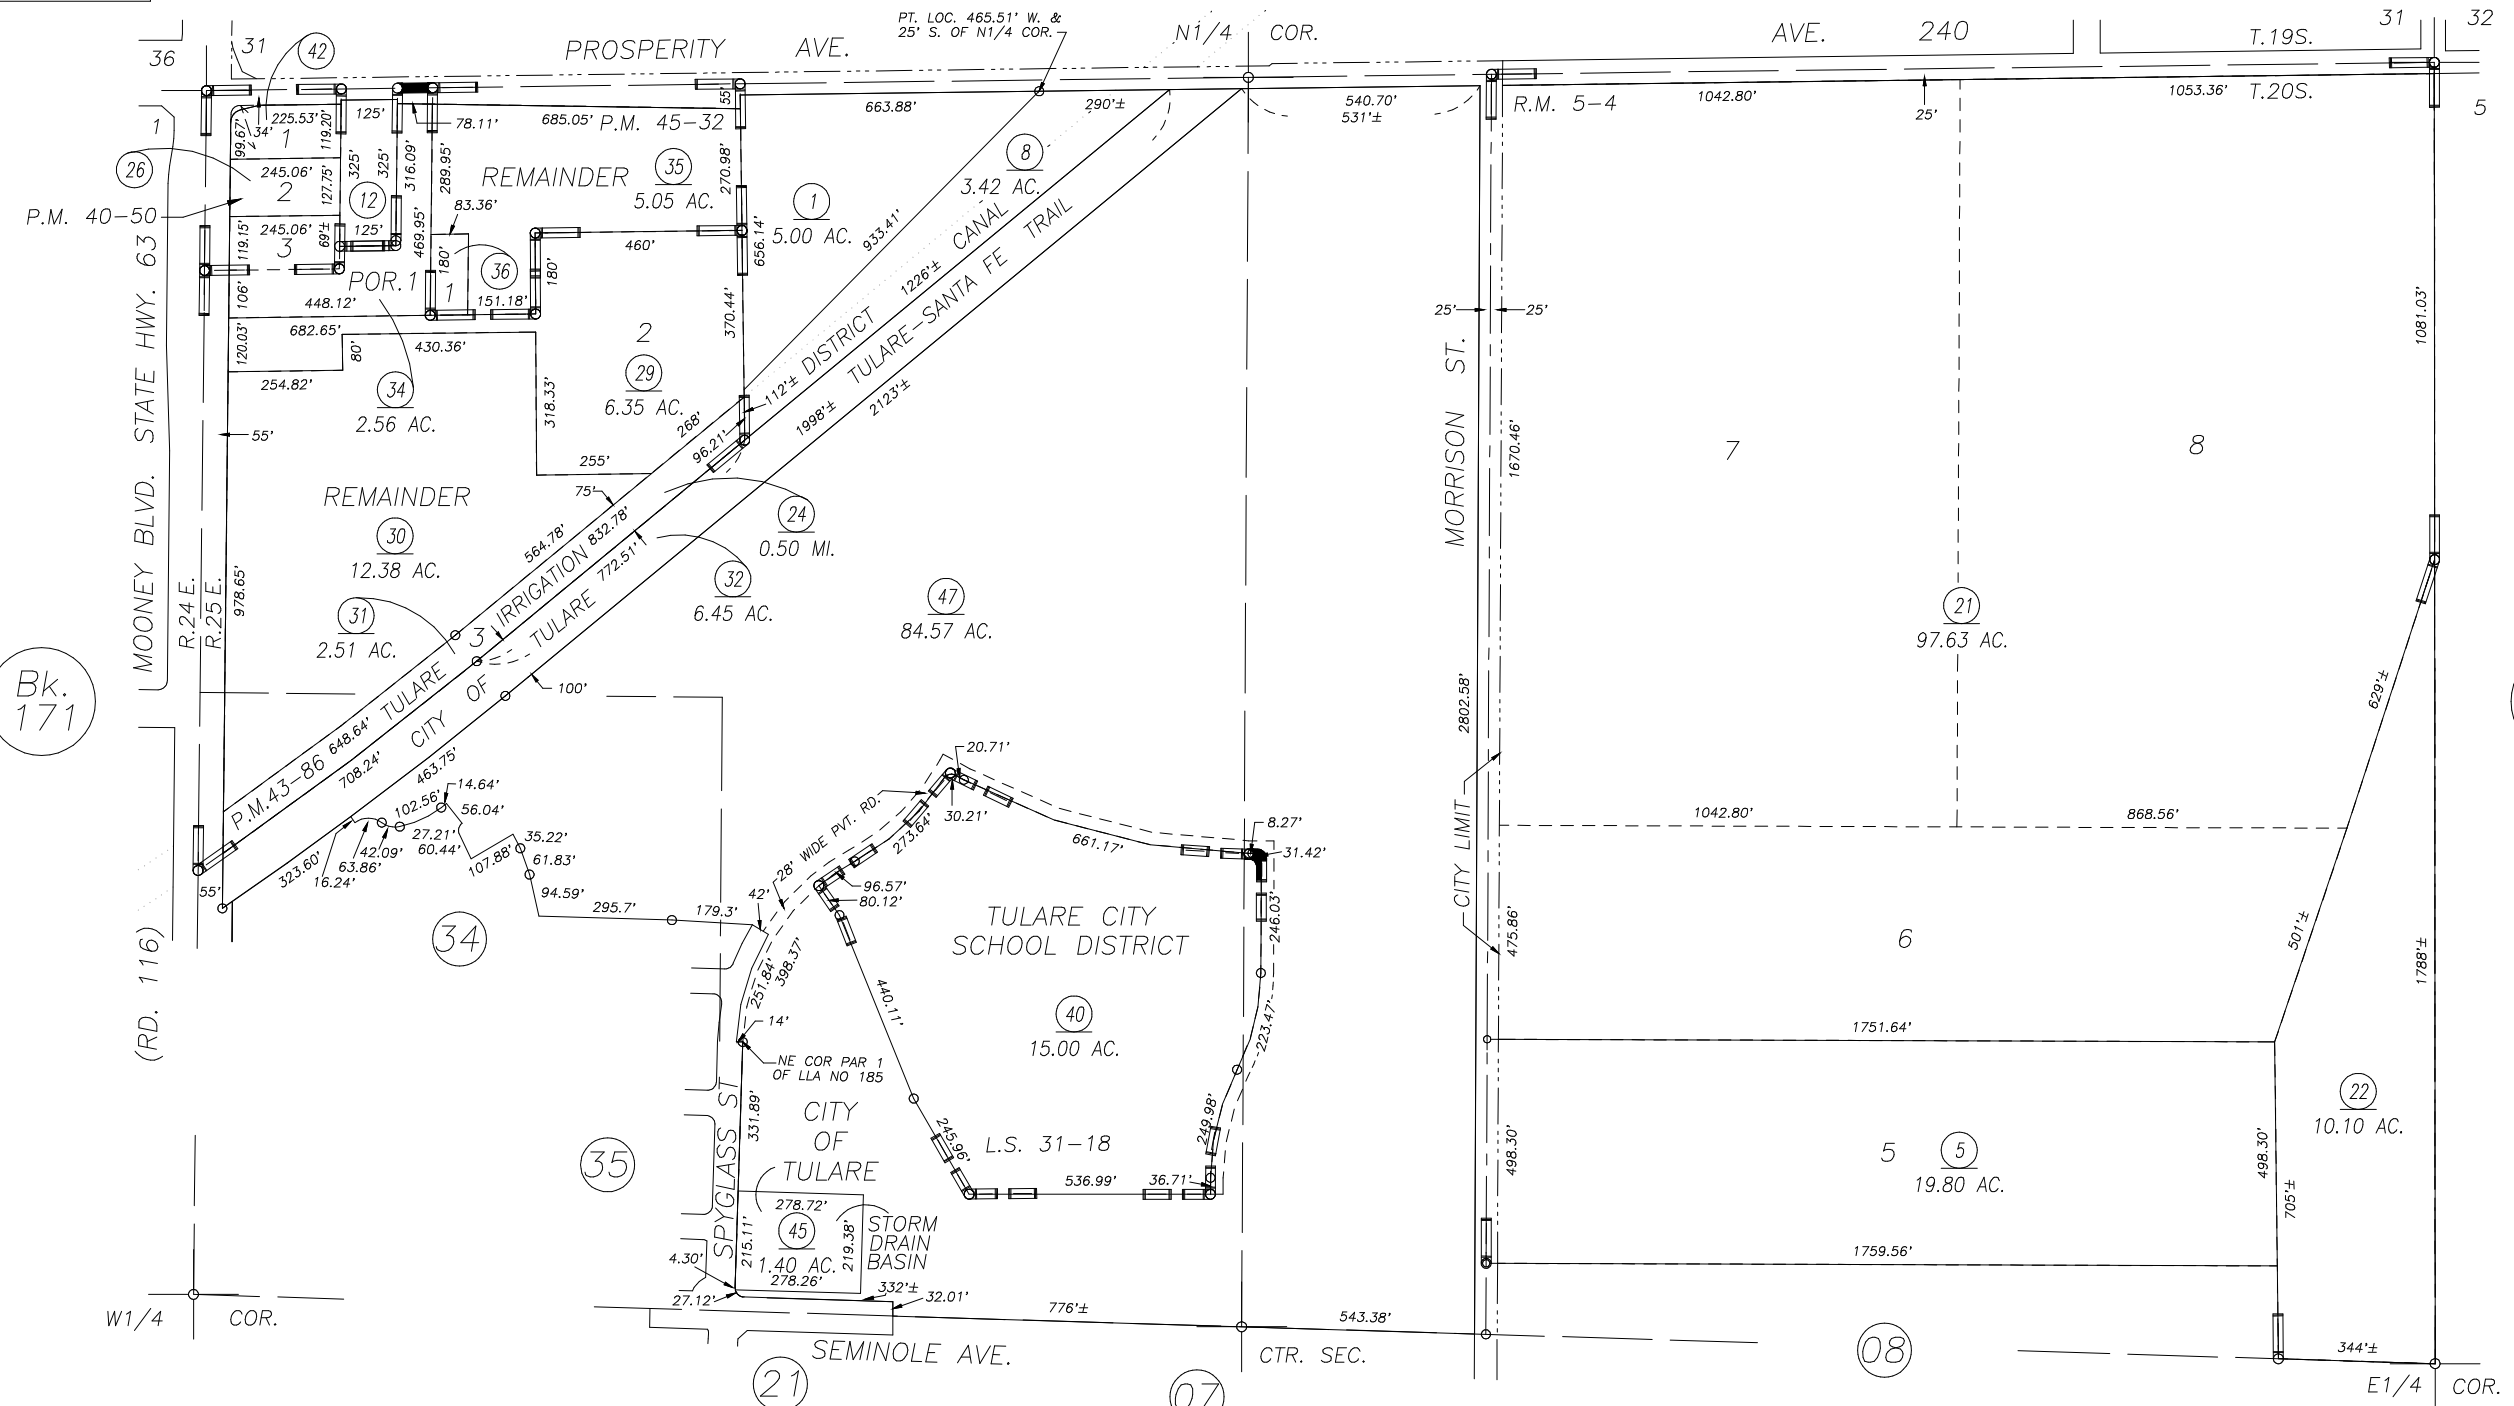 36
31
42
PROSPERITY AVE.
PT. LOC. 465.51' W. &
25' S. OF N1/4 COR.
N1/4 COR.
AVE. 240
T.19S.
31
32
T.20S.
5
1
225.53'
34'
99.67'
1
119.20'
125'
78.11'
685.05'
P.M. 45-32
55'
663.88'
290'±
540.70'
531'±
R.M. 5-4
1042.80'
25'
1053.36'
26
245.06'
2
127.75'
325'
325'
316.09'
289.95'
REMAINDER
35
5.05 AC.
270.98'
1
5.00 AC.
8
3.42 AC.
P.M. 40-50
12
83.36'
245.06'
3
119.15'
69'±
125'
469.95'
180'
36
460'
656.14'
933.41'
106'
POR.1
1
151.18'
180'
448.12'
682.65'
120.03'
80'
430.36'
2
370.44'
254.82'
34
2.56 AC.
318.33'
29
6.35 AC.
112'±
DISTRICT CANAL
1226'±
TULARE-SANTA FE TRAIL
25'
25'
1081.03'
55'
268'
96.21'
1998'±
2123'±
255'
75'
MOONEY BLVD. STATE HWY. 63
R.24 E.
R.25 E.
978.65'
REMAINDER
30
12.38 AC.
564.78'
IRRIGATION
832.78'
772.51'
24
0.50 MI.
32
6.45 AC.
31
2.51 AC.
3
TULARE
47
84.57 AC.
MORRISON ST.
1670.46'
7
8
21
97.63 AC.
Bk.
171
P.M.43-86
648.64'
TULARE
708.24'
CITY OF
463.75'
100'
2802.58'
629'±
CITY LIMIT
1042.80'
868.56'
14.64'
102.56'
56.04'
27.21'
60.44'
42.09'
63.86'
16.24'
323.60'
107.88'
35.22'
61.83'
94.59'
55'
20.71'
30.21'
28' WIDE PVT. RD.
273.64'
661.17'
8.27'
31.42'
96.57'
80.12'
42'
295.7'
179.3'
34
TULARE CITY
SCHOOL DISTRICT
246.03'
475.86'
6
501'±
1788'±
(RD. 116)
251.84'
398.37'
440.11'
14'
40
15.00 AC.
223.47'
1751.64'
NE COR PAR 1
OF LLA NO 185
SPYGLASS ST
331.89'
CITY
OF
TULARE
245.96'
L.S. 31-18
249.98'
536.99'
36.71'
498.30'
5
5
19.80 AC.
498.30'
705'±
22
10.10 AC.
35
278.72'
215.11'
45
1.40 AC.
219.38'
STORM
DRAIN
BASIN
4.30'
278.26'
332'±
27.12'
32.01'
1759.56'
776'±
543.38'
W1/4 COR.
SEMINOLE AVE.
CTR. SEC.
08
344'±
21
07
E1/4 COR.